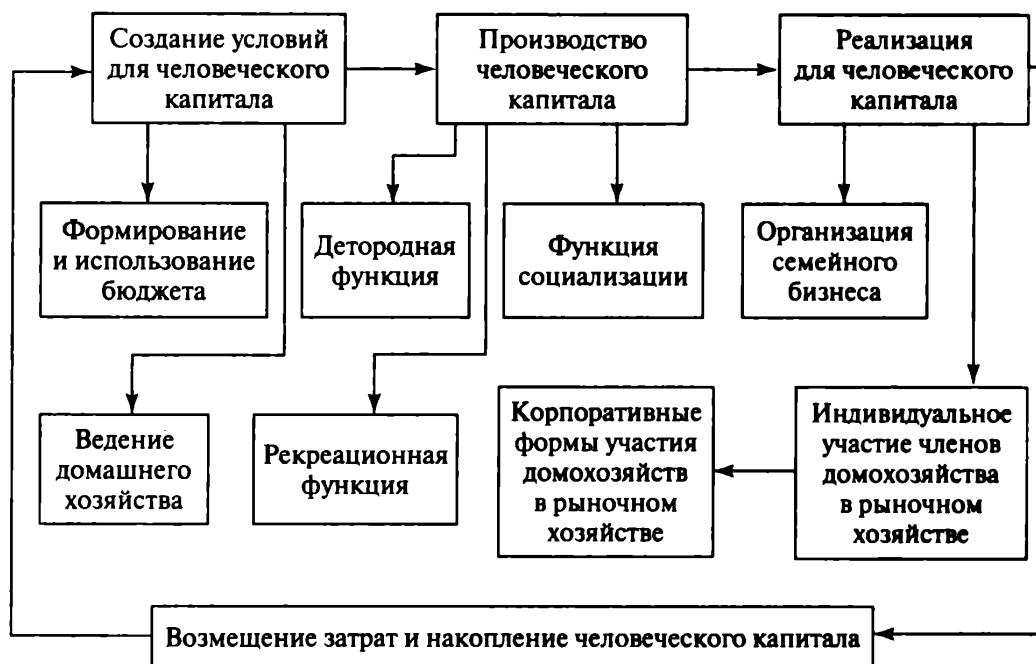 Создание условий
для человеческого
капитала
Производство
человеческого
капитала
Реализация
для человеческого
капитала
Формирование
и использование
бюджета
Детородная
функция
Функция
социализации
Организация
семейного
бизнеса
Ведение
домашнего
хозяйства
Рекреационная
функция
Корпоративные
формы участия
домохозяйств
в рыночном
хозяйстве
Индивидуальное
участие членов
домохозяйства
в рыночном
хозяйстве
Возмещение затрат и накопление человеческого капитала